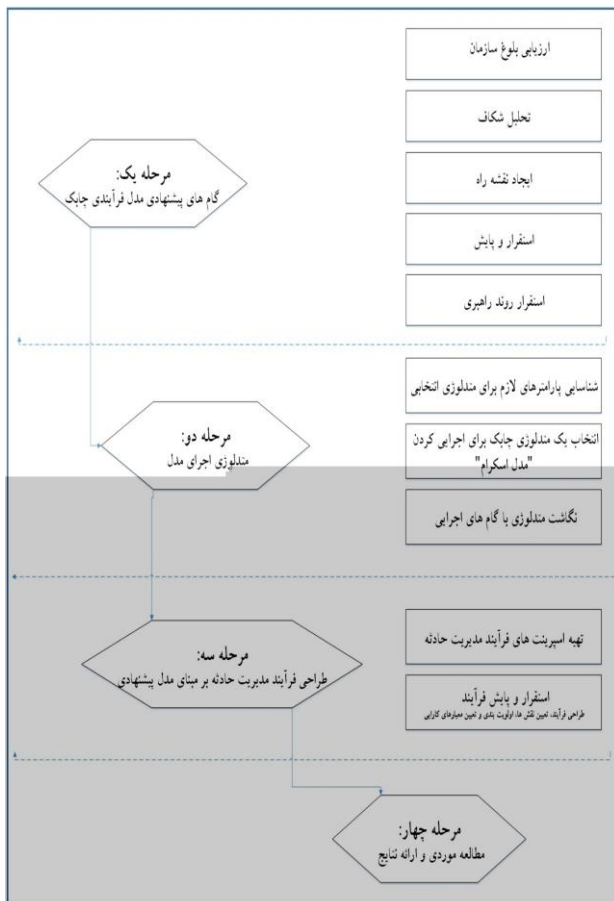 ارزیابی بلوغ سازمان
تحلیل شکاف
ایجاد نقشه راه
استقرار و پایش
استقرار روند راهبری
مرحله یک:
گام های پیشنهادی مدل فرآیندی چابک
شناسایی پارامترهای لازم برای متدلوژی انتخابی
انتخاب یک متدلوژی چابک برای اجرایی کردن
"مدل اسکرام"
نگاشت متدلوژی با گام های اجرایی
مرحله دو:
متدلوژی اجرای مدل
تهیه اسپرینت های فرآیند مدیریت حادثه
استقرار و پایش فرآیند
طراحی فرآیند، تعیین نقش ها، اولویت بندی و تعیین معیارهای کارایی
مرحله سه:
طراحی فرآیند مدیریت حادثه بر مبنای مدل پیشنهادی
مرحله چهار:
مطالعه موردی و ارائه نتایج